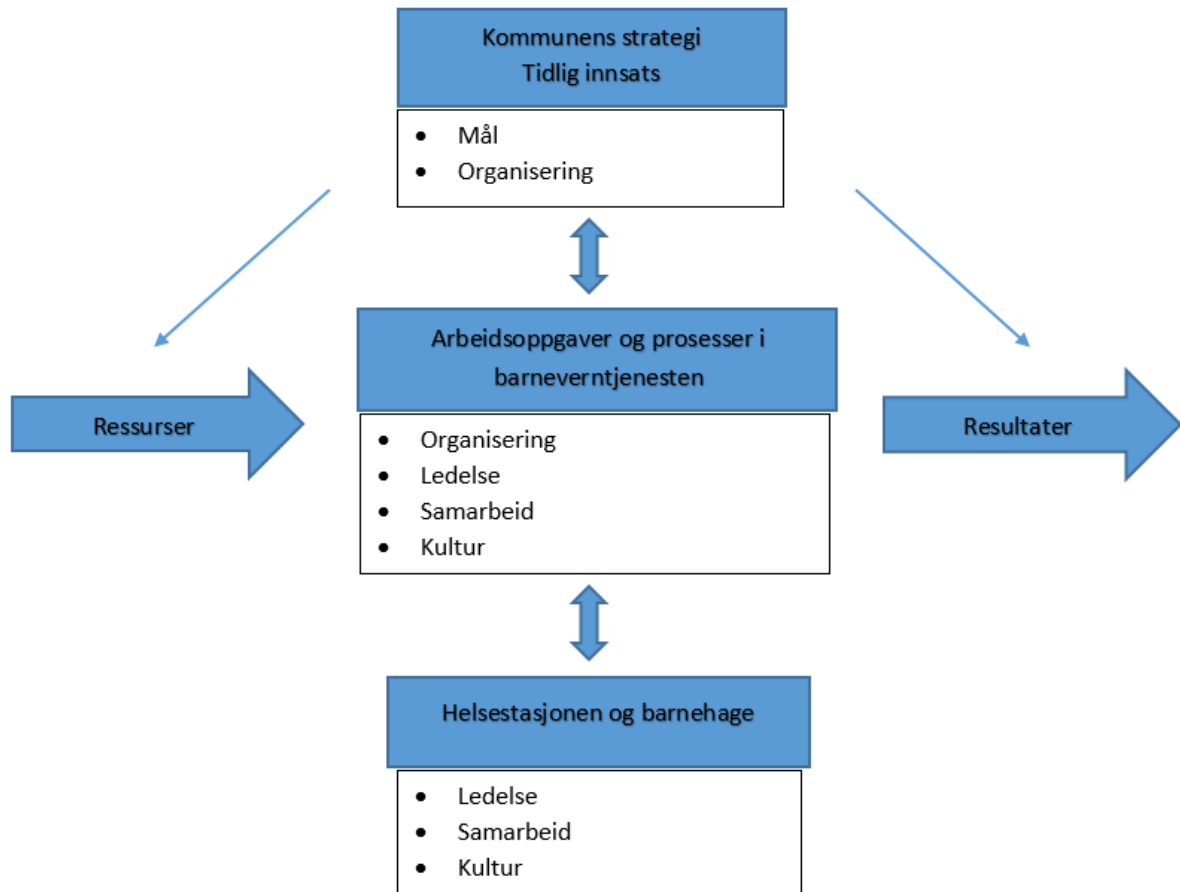 Kommunens strategi
Tidlig innsats
• Mål
• Organisering
Arbeidsoppgaver og prosesser i
barneverntjenesten
Ressurser
• Organisering
• Ledelse
• Samarbeid
• Kultur
Resultater
Helsestasjonen og barnehage
• Ledelse
• Samarbeid
• Kultur